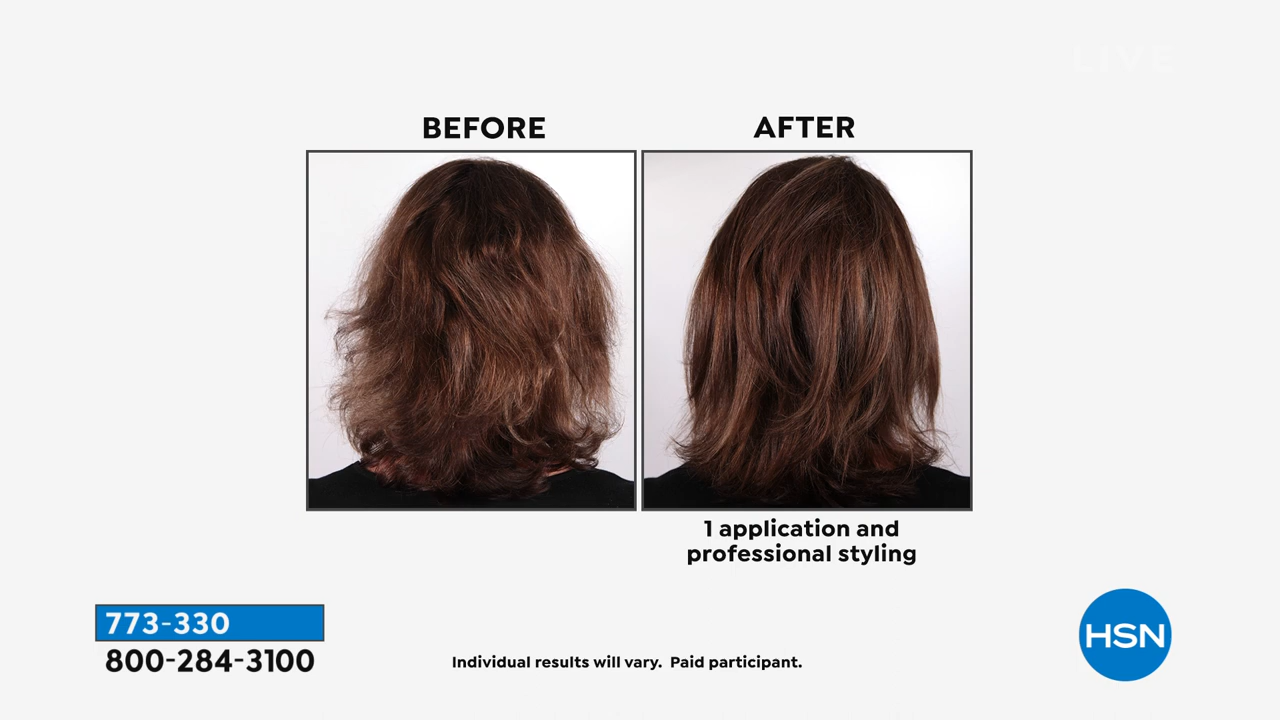 LIVE
BEFORE
AFTER
1 application and
professional styling
773-330
800-284-3100
Individual results will vary. Paid participant.
HSN